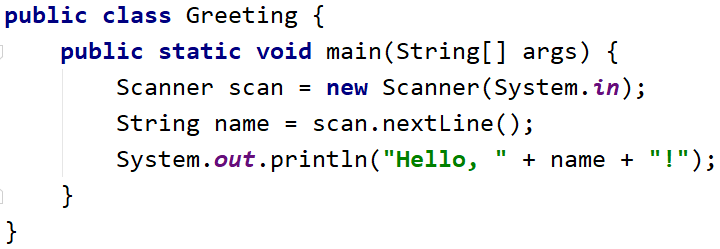 public class Greeting {
    public static void main(String[] args) {
        Scanner scan = new Scanner(System.in);
        String name = scan.nextLine();
        System.out.println("Hello, " + name + "!");
    }
}